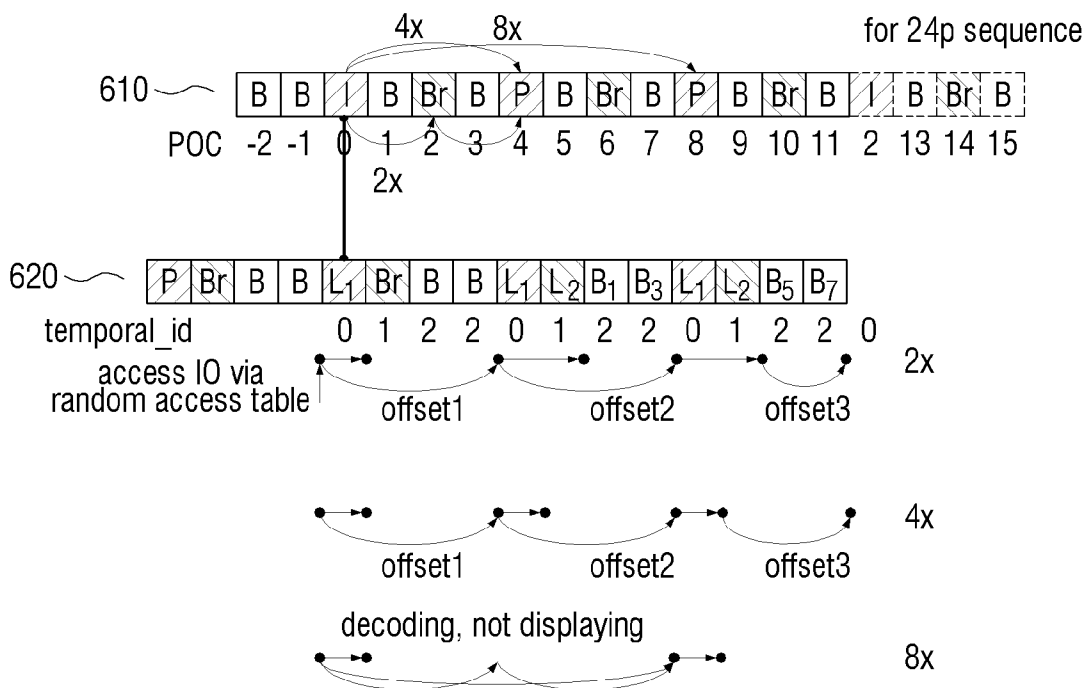 4x 8x for 24p sequence
610 B B I B Br B P B Br B P B Br B I B Br B
POC -2 -1 0 1 2 3 4 5 6 7 8 9 10 11 2 13 14 15
2x
620 P Br B B L1 Br B B L1 L2 B1 B3 L1 L2 B5 B7
temporal_id 0 1 2 2 0 1 2 2 0 1 2 2 0
access IO via 2x
random access table offset1 offset2 offset3
4x
offset1 offset2 offset3
decoding, not displaying
8x